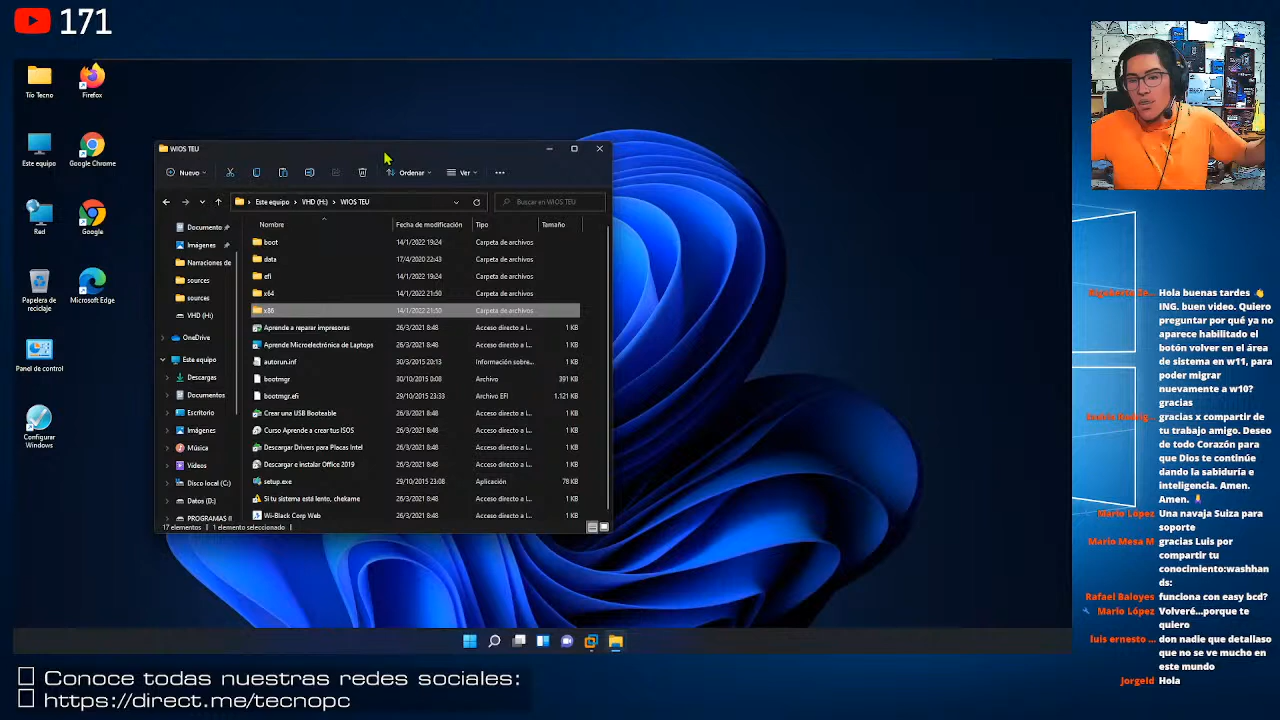 171
Tío Tecno
Firefox
Este equipo
Google Chrome
Red
Google
Papelera de
reciclaje
Microsoft Edge
Panel de control
Configurar
Windows
WIOS TEU
Nuevo
Ordenar
Ver
Este equipo > VHD (H:) > WIOS TEU
Buscar en WIOS TEU
Nombre Fecha de modificación Tipo Tamaño
Documento
Imágenes
Narraciones de
sources
sources
VHD (H:)
OneDrive
Este equipo
Descargas
Documentos
Escritorio
Imágenes
Música
Vídeos
Disco local (C:)
Datos (D:)
PROGRAMAS (
boot 14/1/2022 19:24 Carpeta de archivos
data 17/4/2020 22:43 Carpeta de archivos
efi 14/1/2022 19:24 Carpeta de archivos
x64 14/1/2022 21:50 Carpeta de archivos
x86 14/1/2022 21:50 Carpeta de archivos
Aprende a reparar impresoras 26/3/2021 8:48 Acceso directo a I... 1 KB
Aprende Microelectrónica de Laptops 26/3/2021 8:48 Acceso directo a I... 1 KB
autorun.inf 30/3/2015 20:13 Información sobre... 1 KB
bootmgr 30/10/2015 0:08 Archivo 391 KB
bootmgr.efi 29/10/2015 23:33 Archivo EFI 1.121 KB
Crear una USB Booteable 26/3/2021 8:48 Acceso directo a I... 1 KB
Curso Aprende a crear tus ISOS 26/3/2021 8:48 Acceso directo a I... 1 KB
Descargar Drivers para Placas Intel 26/3/2021 8:48 Acceso directo a I... 1 KB
Descargar e instalar Office 2019 26/3/2021 8:48 Acceso directo a I... 1 KB
setup.exe 29/10/2015 23:08 Aplicación 78 KB
Si tu sistema está lento, chekame 26/3/2021 8:48 Acceso directo a I... 1 KB
Wi-Black Corp Web 26/3/2021 8:48 Acceso directo a I... 1 KB
17 elementos 1 elemento seleccionado
Hola buenas tardes 👋
ING. buen video. Quiero
preguntar por qué ya no
aparece habilitado el
botón volver en el área
de sistema en w11, para
poder migrar
nuevamente a w10?
gracias
gracias x compartir de
tu trabajo amigo. Deseo
de todo Corazón para
que Dios te continúe
dando la sabiduría e
inteligencia. Amen.
Amen.
Mario López Una navaja Suiza para
soporte
Mario Mesa M gracias Luis por
compartir tu
conocimiento:washhan
ds:
Rafael Baloyes funciona con easy bcd?
Mario López Volveré...porque te
quiero
luis ernesto ... don nadie que detallaso
que no se ve mucho en
este mundo
Jorgeld Hola
Conoce todas nuestras redes sociales:
https://direct.me/tecnopc